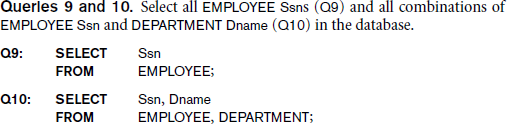 Queries 9 and 10. Select all EMPLOYEE Ssns (Q9) and all combinations of
EMPLOYEE Ssn and DEPARTMENT Dname (Q10) in the database.
Q9: SELECT Ssn
FROM EMPLOYEE;
Q10: SELECT Ssn, Dname
FROM EMPLOYEE, DEPARTMENT;